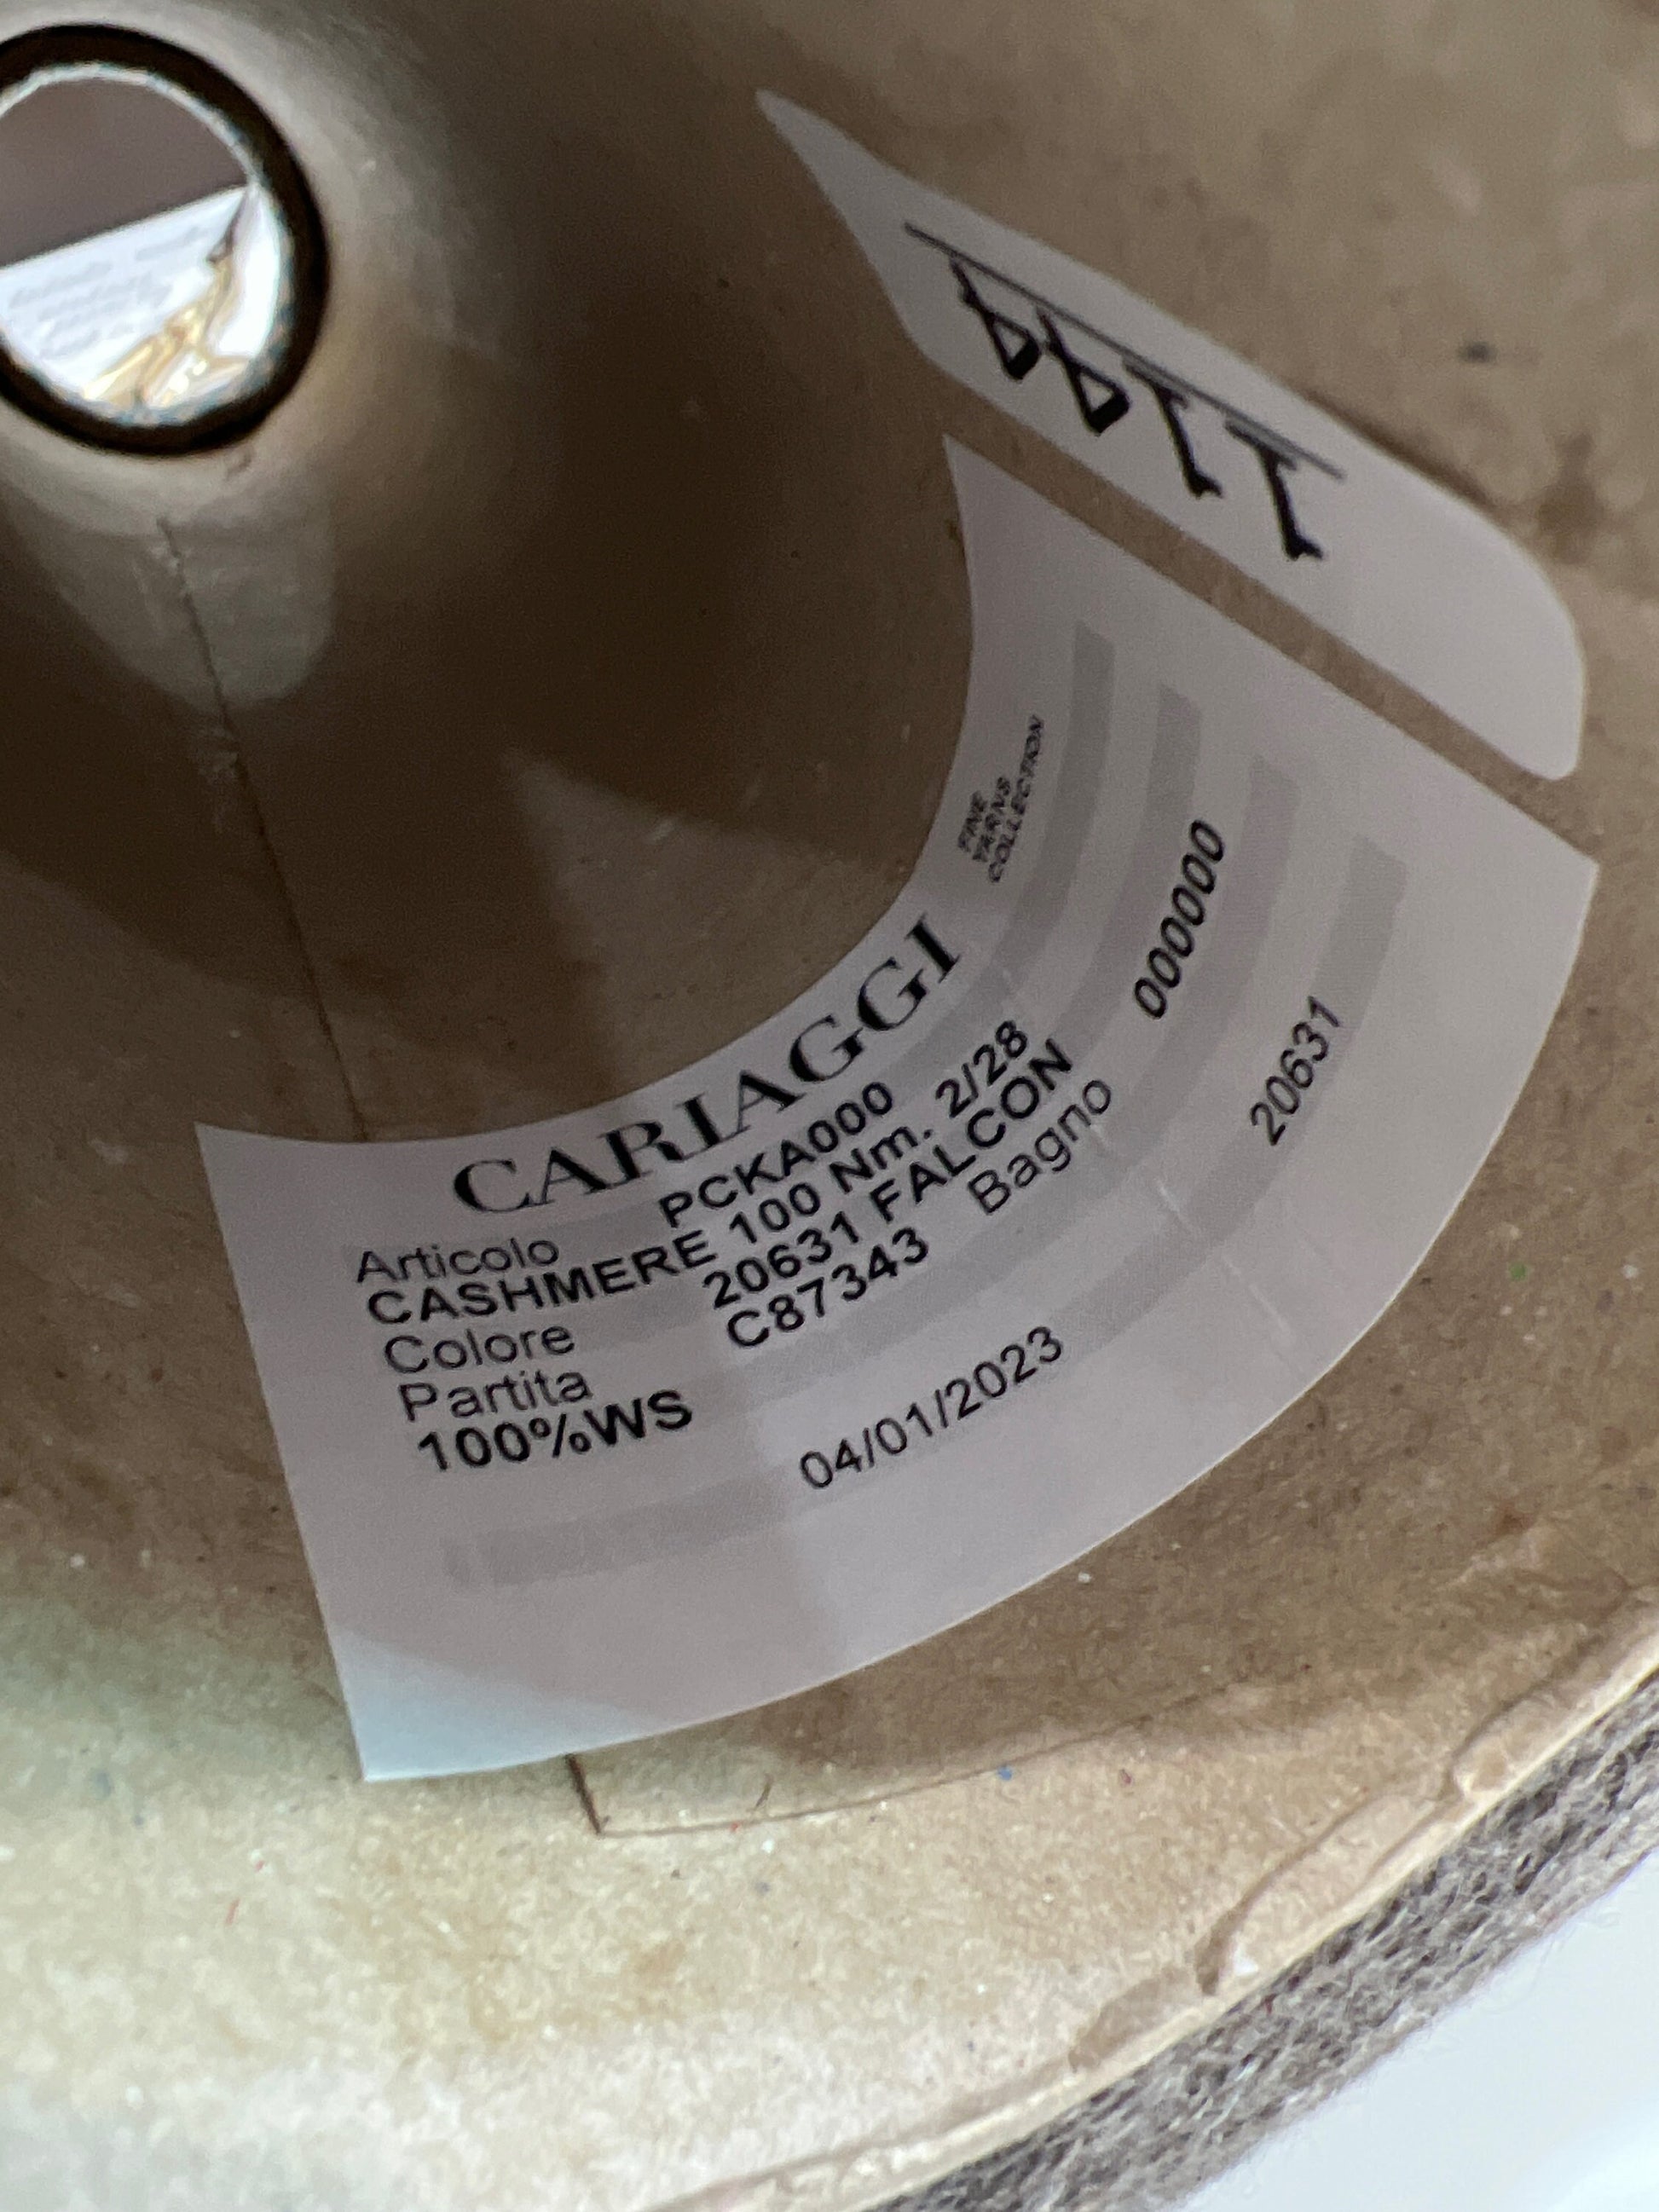 CARIAGGI
FINE
YARNS
COLLECTION
Articolo PCKA000
CASHMERE 100 Nm. 2/28
Colore 20631 FALCON
Partita C87343 Bagno 000000
100%WS
04/01/2023 20631